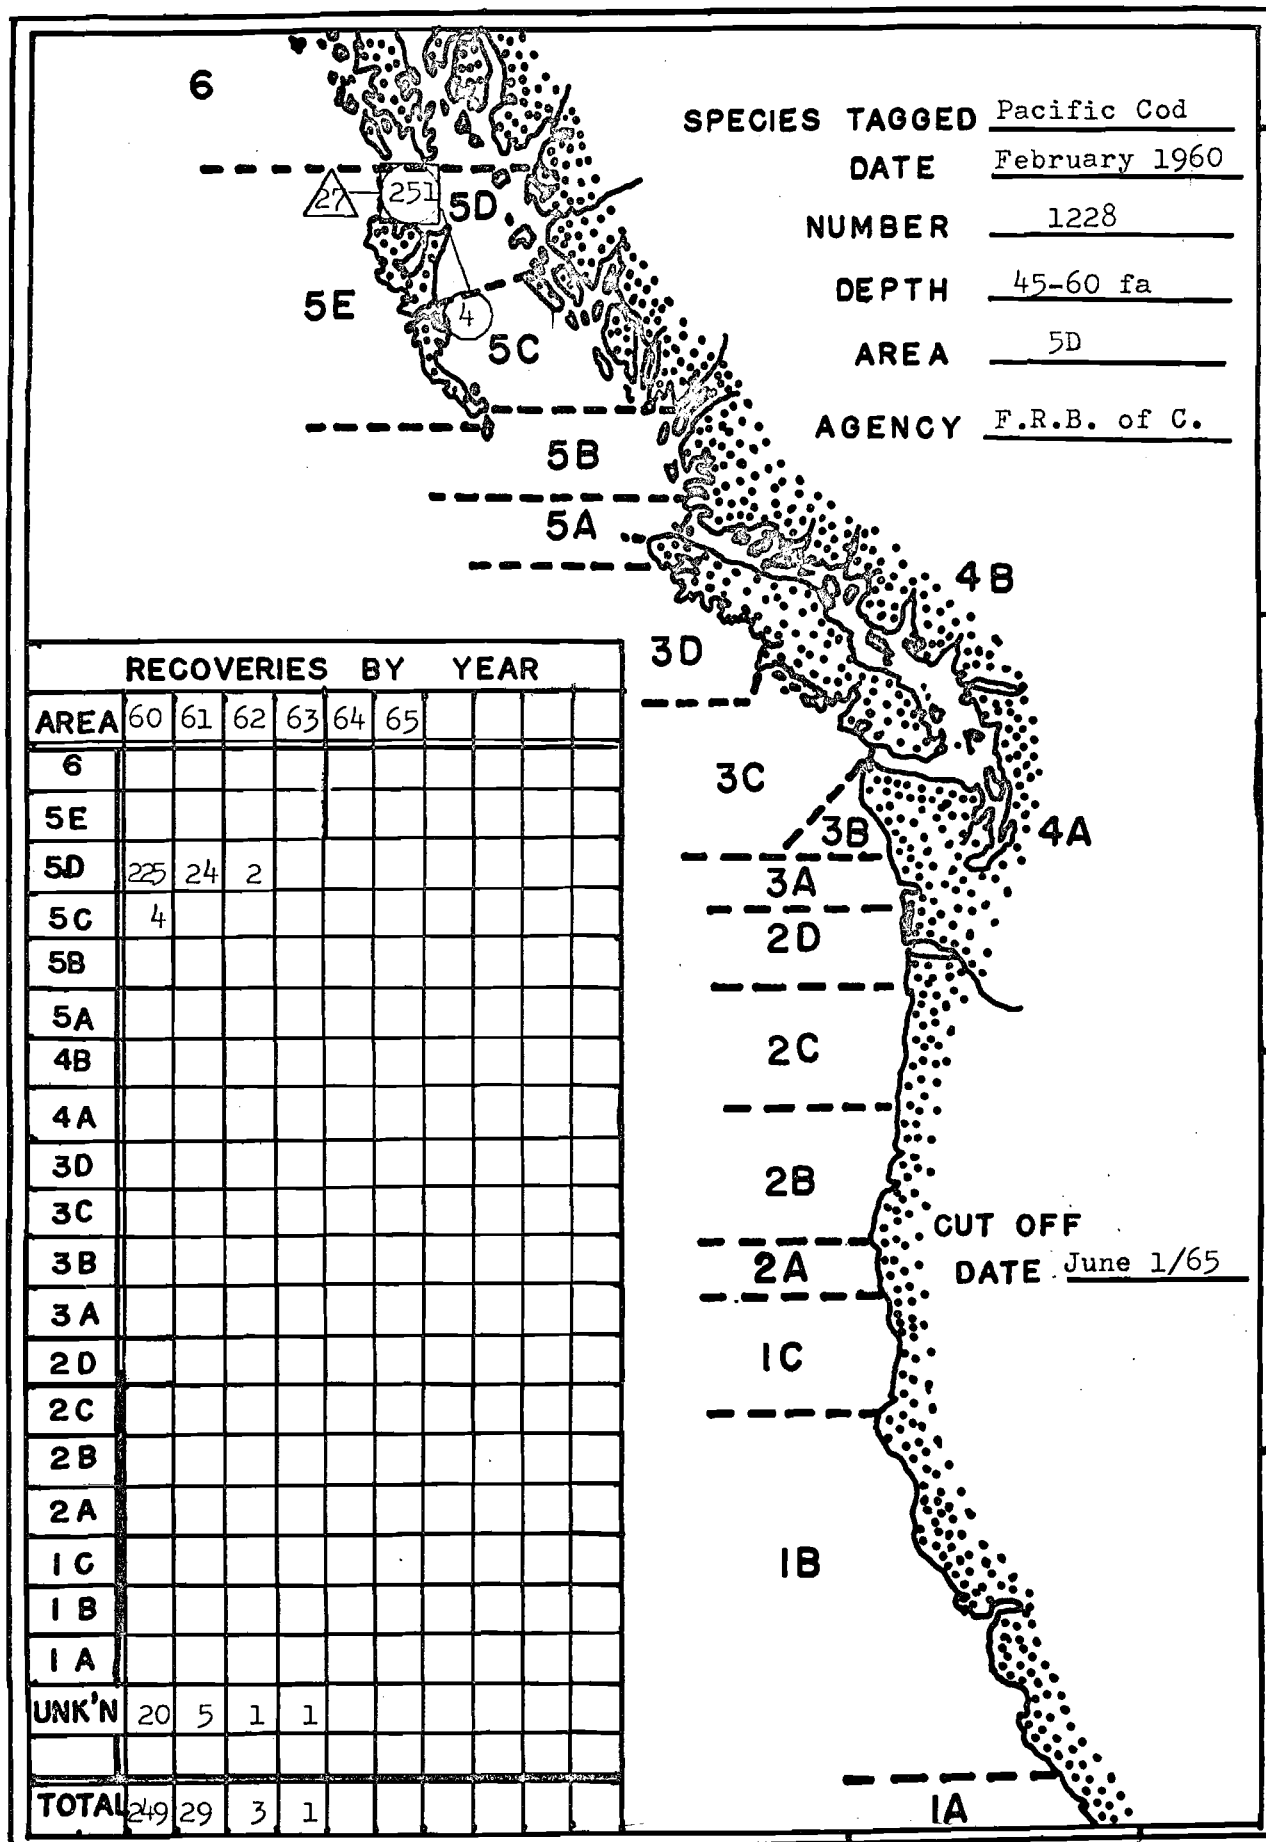 6
SPECIES TAGGED Pacific Cod
DATE February 1960
27 251 5D
NUMBER 1228
5E
DEPTH 45-60 fa
4
5C
AREA 5D
AGENCY F.R.B. of C.
5B
5A
4B
3D
3C
3B
4A
3A
2D
2C
2B
CUT OFF
DATE June 1/65
2A
1C
1B
1A
RECOVERIES BY YEAR
AREA 60 61 62 63 64 65
6
5E
5D 225 24 2
5C 4
5B
5A
4B
4A
3D
3C
3B
3A
2D
2C
2B
2A
1C
1B
1A
UNK'N 20 5 1 1
TOTAL 249 29 3 1